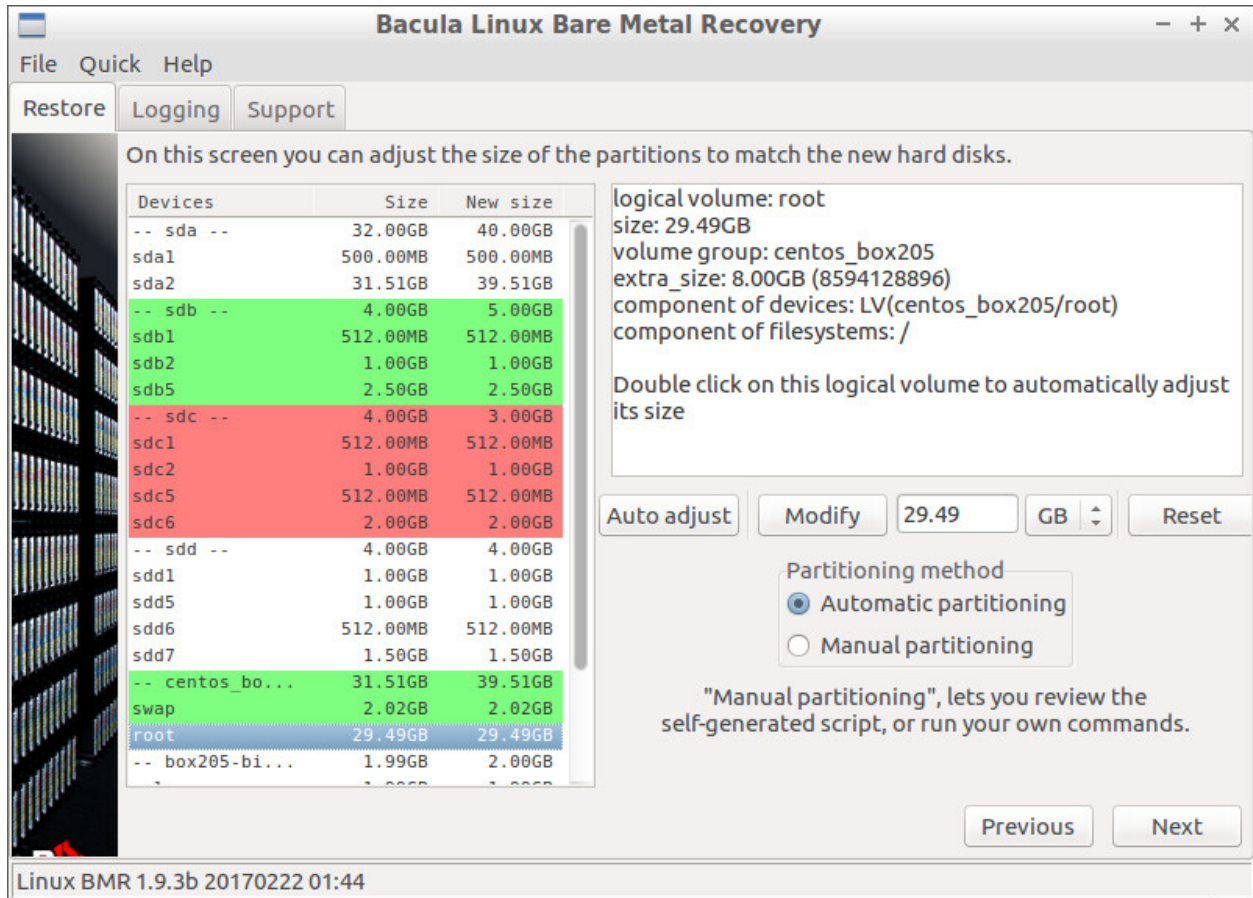 Bacula Linux Bare Metal Recovery
File Quick Help
Restore Logging Support
On this screen you can adjust the size of the partitions to match the new hard disks.
Devices Size New size
-- sda -- 32.00GB 40.00GB
sda1 500.00MB 500.00MB
sda2 31.51GB 39.51GB
-- sdb -- 4.00GB 5.00GB
sdb1 512.00MB 512.00MB
sdb2 1.00GB 1.00GB
sdb5 2.50GB 2.50GB
-- sdc -- 4.00GB 3.00GB
sdc1 512.00MB 512.00MB
sdc2 1.00GB 1.00GB
sdc5 512.00MB 512.00MB
sdc6 2.00GB 2.00GB
-- sdd -- 4.00GB 4.00GB
sdd1 1.00GB 1.00GB
sdd5 1.00GB 1.00GB
sdd6 512.00MB 512.00MB
sdd7 1.50GB 1.50GB
-- centos_bo... 31.51GB 39.51GB
swap 2.02GB 2.02GB
root 29.49GB 29.49GB
-- box205-bi... 1.99GB 2.00GB
logical volume: root
size: 29.49GB
volume group: centos_box205
extra_size: 8.00GB (8594128896)
component of devices: LV(centos_box205/root)
component of filesystems: /
Double click on this logical volume to automatically adjust
its size
Auto adjust Modify 29.49 GB Reset
Partitioning method
Automatic partitioning
Manual partitioning
"Manual partitioning", lets you review the
self-generated script, or run your own commands.
Previous Next
Linux BMR 1.9.3b 20170222 01:44